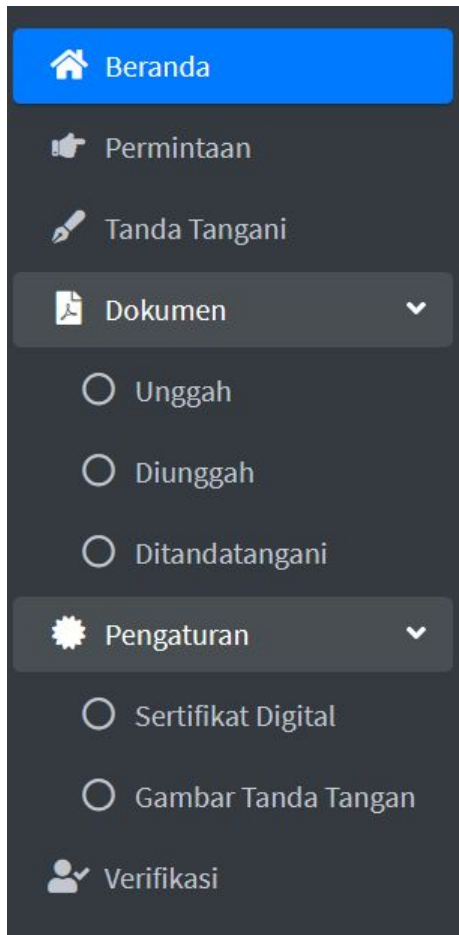 Beranda
Permintaan
Tanda Tangani
Dokumen
Unggah
Diunggah
Ditandatangani
Pengaturan
Sertifikat Digital
Gambar Tanda Tangan
Verifikasi